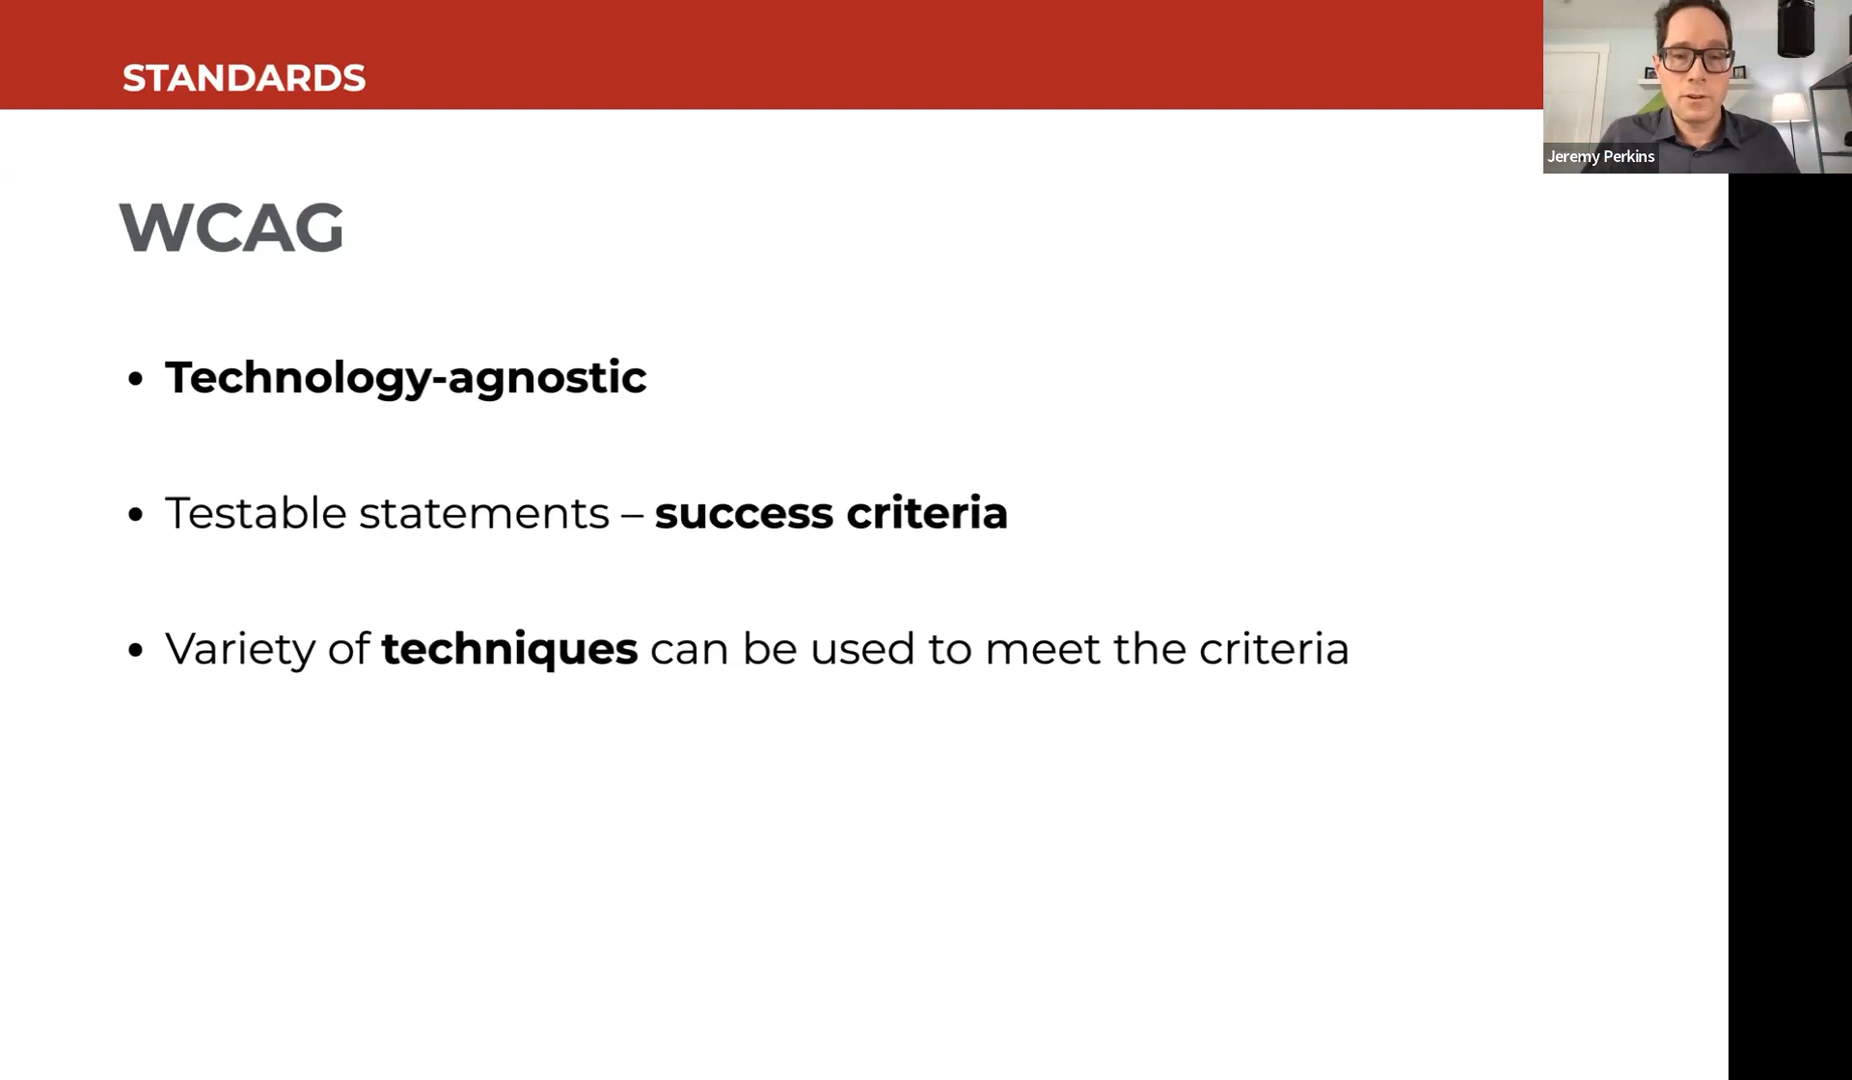 STANDARDS
Jeremy Perkins
WCAG
• Technology-agnostic
• Testable statements – success criteria
• Variety of techniques can be used to meet the criteria